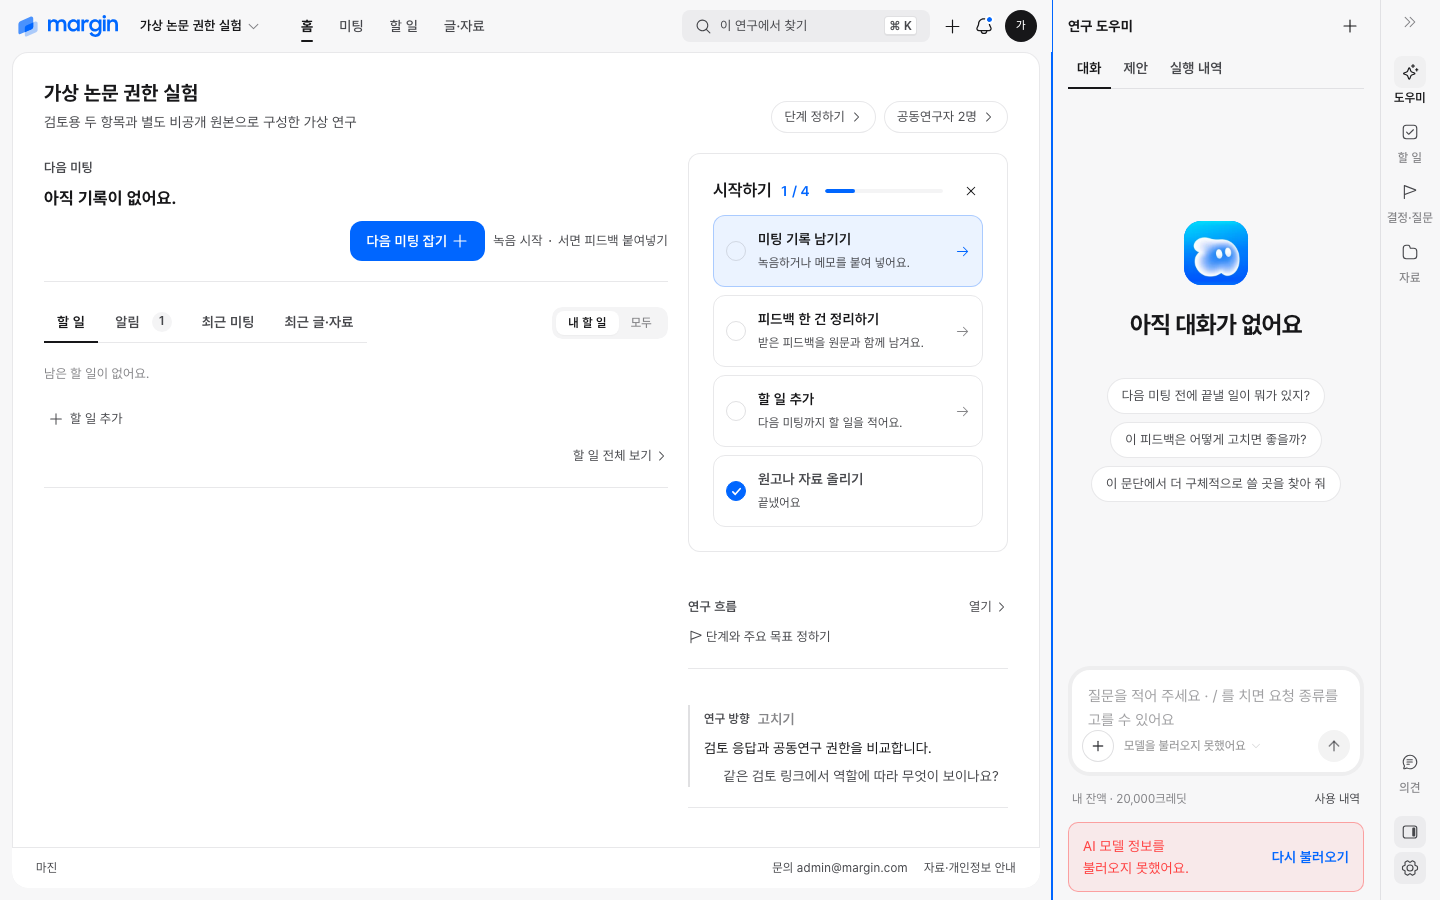 margin
가상 논문 권한 실험
홈
미팅
할 일
글·자료
이 연구에서 찾기
⌘ K
가
가상 논문 권한 실험
검토용 두 항목과 별도 비공개 원본으로 구성한 가상 연구
단계 정하기
공동연구자 2명
다음 미팅
아직 기록이 없어요.
다음 미팅 잡기
녹음 시작 · 서면 피드백 붙여넣기
할 일
알림 1
최근 미팅
최근 글·자료
내 할 일
모두
남은 할 일이 없어요.
할 일 추가
할 일 전체 보기
시작하기 1 / 4
미팅 기록 남기기
녹음하거나 메모를 붙여 넣어요.
피드백 한 건 정리하기
받은 피드백을 원문과 함께 남겨요.
할 일 추가
다음 미팅까지 할 일을 적어요.
원고나 자료 올리기
끝냈어요
연구 흐름
열기
단계와 주요 목표 정하기
연구 방향 고치기
검토 응답과 공동연구 권한을 비교합니다.
같은 검토 링크에서 역할에 따라 무엇이 보이나요?
마진
문의 admin@margin.com
자료·개인정보 안내
연구 도우미
대화
제안
실행 내역
아직 대화가 없어요
다음 미팅 전에 끝낼 일이 뭐가 있지?
이 피드백은 어떻게 고치면 좋을까?
이 문단에서 더 구체적으로 쓸 곳을 찾아 줘
질문을 적어 주세요 · / 를 치면 요청 종류를
고를 수 있어요
모델을 불러오지 못했어요
내 잔액 · 20,000크레딧
사용 내역
AI 모델 정보를
불러오지 못했어요.
다시 불러오기
도우미
할 일
결정·질문
자료
의견